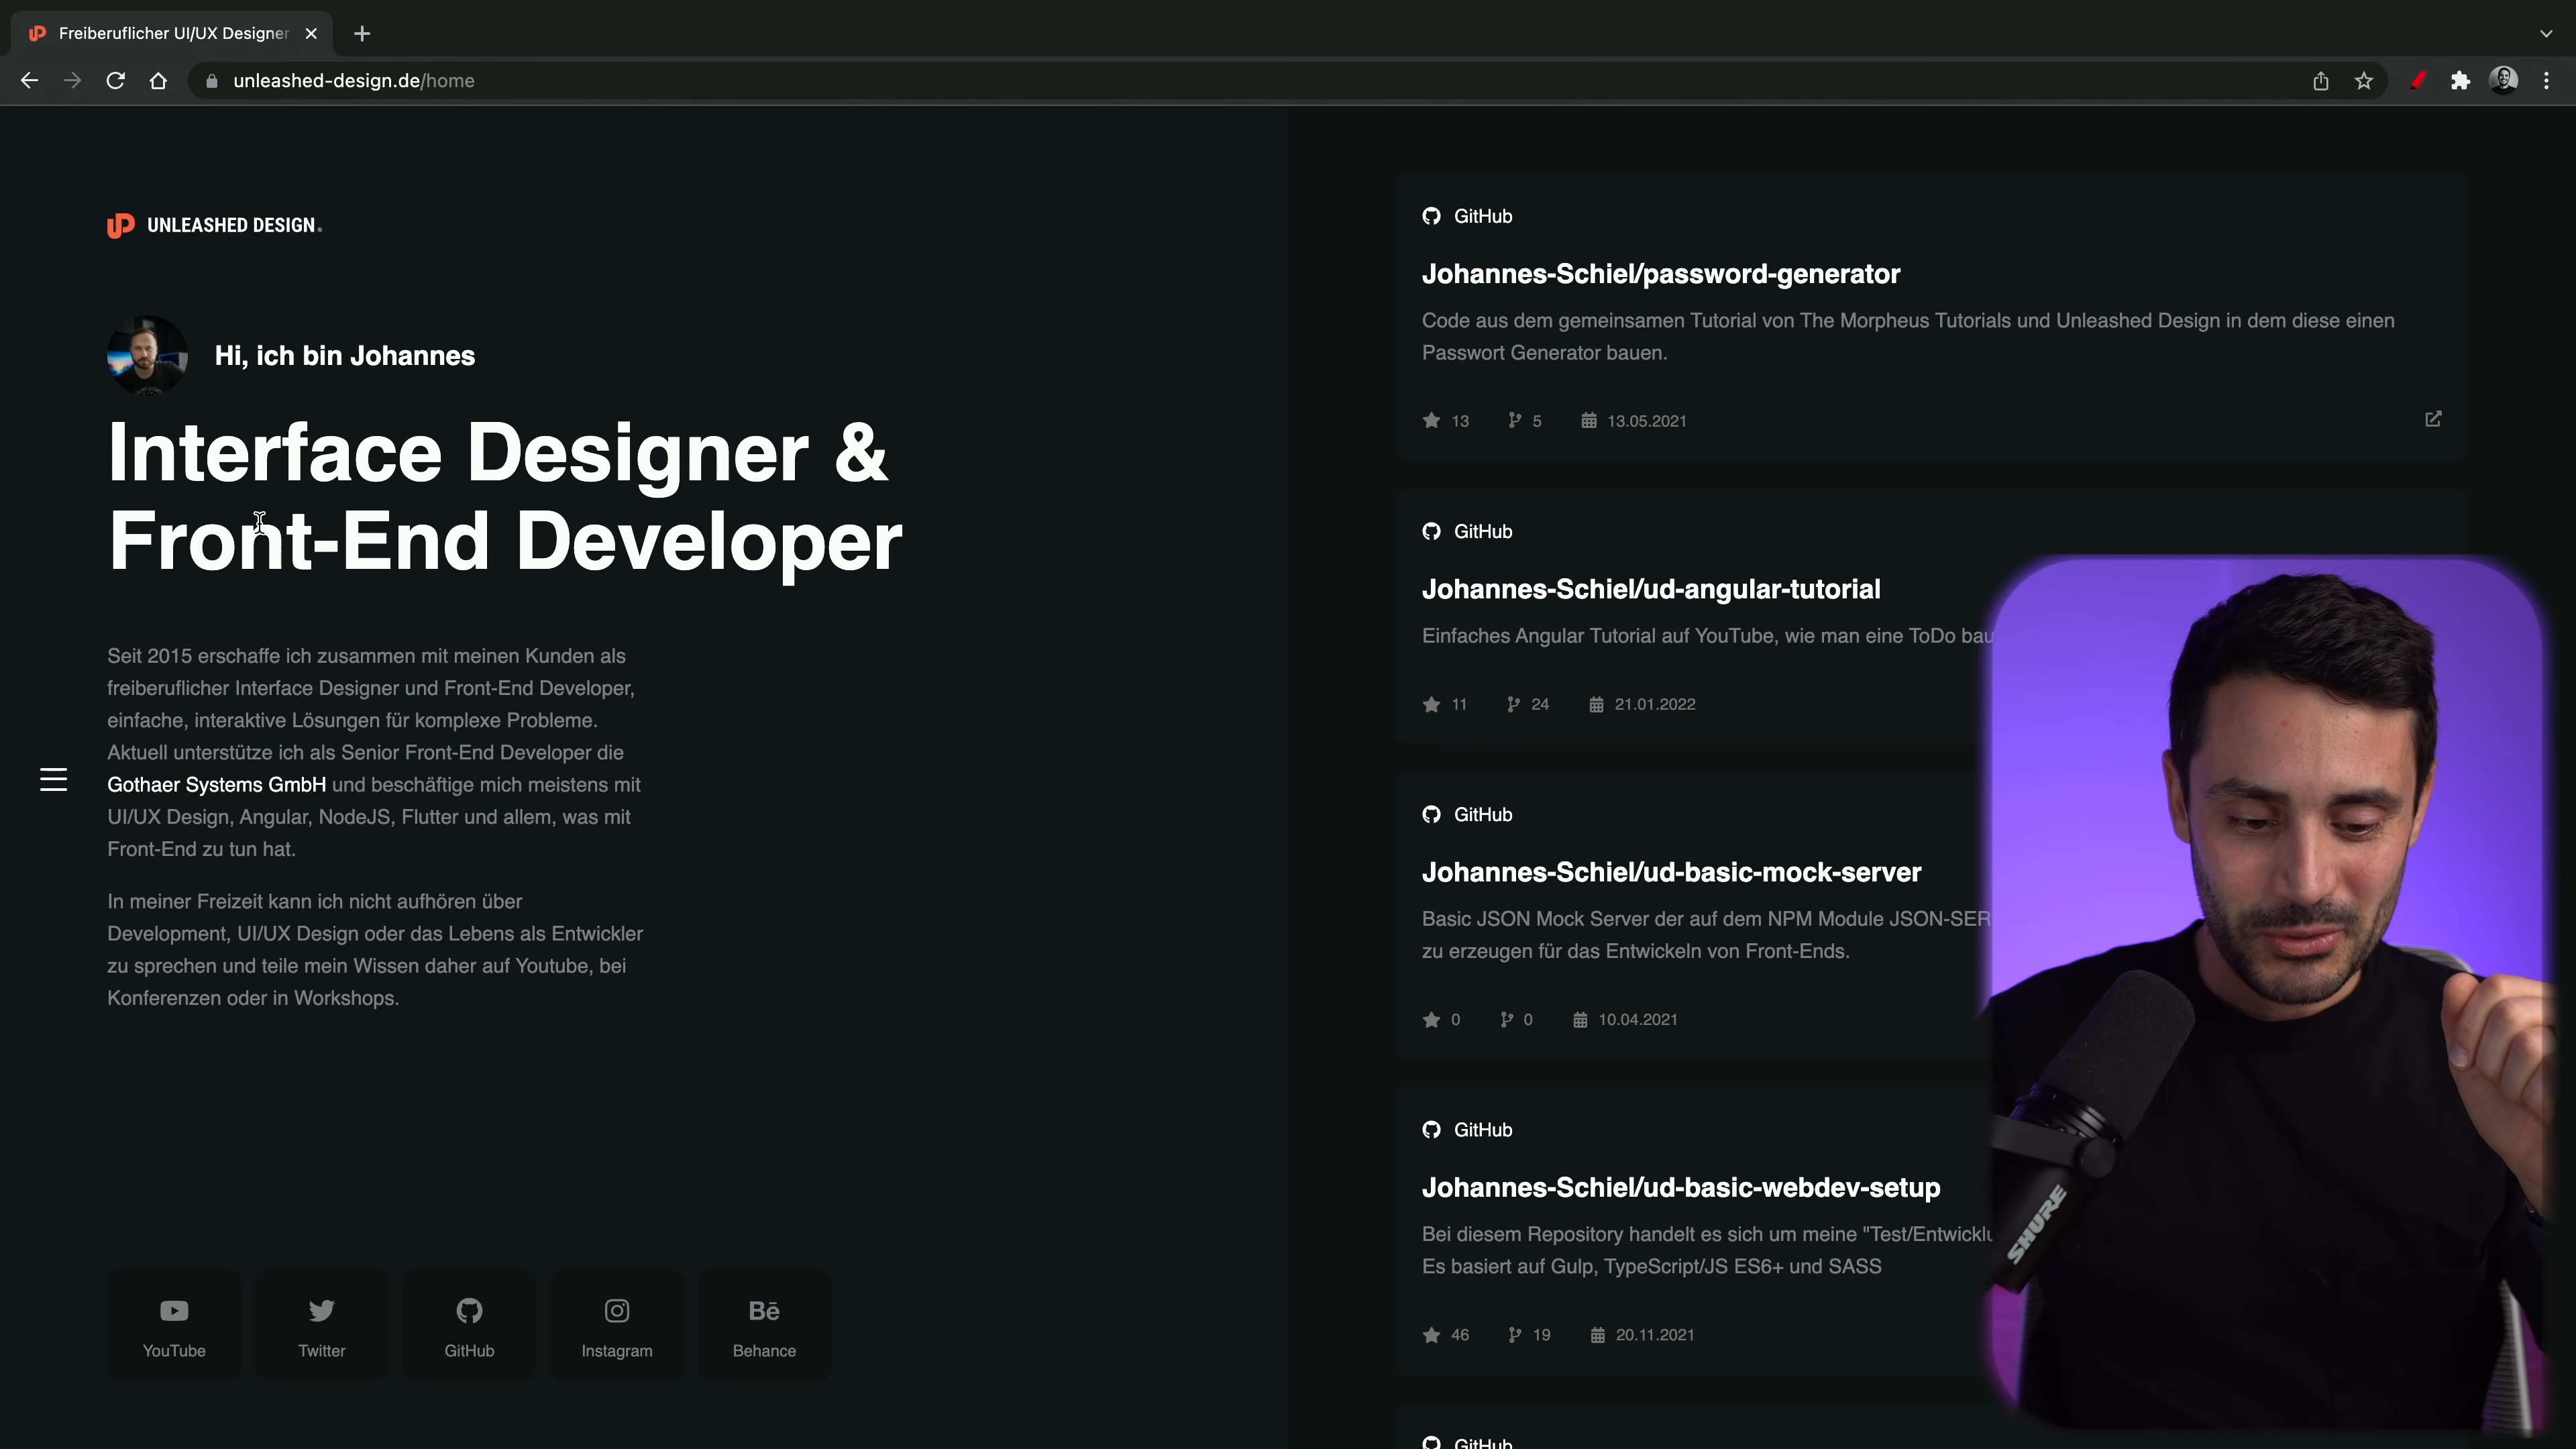 Freiberuflicher UI/UX Designer
unleashed-design.de/home
UNLEASHED DESIGN.
Hi, ich bin Johannes
Interface Designer &
Front-End Developer
Seit 2015 erschaffe ich zusammen mit meinen Kunden als
freiberuflicher Interface Designer und Front-End Developer,
einfache, interaktive Lösungen für komplexe Probleme.
Aktuell unterstütze ich als Senior Front-End Developer die
Gothaer Systems GmbH und beschäftige mich meistens mit
UI/UX Design, Angular, NodeJS, Flutter und allem, was mit
Front-End zu tun hat.
In meiner Freizeit kann ich nicht aufhören über
Development, UI/UX Design oder das Lebens als Entwickler
zu sprechen und teile mein Wissen daher auf Youtube, bei
Konferenzen oder in Workshops.
YouTube
Twitter
GitHub
Instagram
Bē
Behance
GitHub
Johannes-Schiel/password-generator
Code aus dem gemeinsamen Tutorial von The Morpheus Tutorials und Unleashed Design in dem diese einen
Passwort Generator bauen.
13 5 13.05.2021
GitHub
Johannes-Schiel/ud-angular-tutorial
Einfaches Angular Tutorial auf YouTube, wie man eine ToDo bau
11 24 21.01.2022
GitHub
Johannes-Schiel/ud-basic-mock-server
Basic JSON Mock Server der auf dem NPM Module JSON-SER
zu erzeugen für das Entwickeln von Front-Ends.
0 0 10.04.2021
GitHub
Johannes-Schiel/ud-basic-webdev-setup
Bei diesem Repository handelt es sich um meine "Test/Entwickl
Es basiert auf Gulp, TypeScript/JS ES6+ und SASS
46 19 20.11.2021
GitHub
SHURE